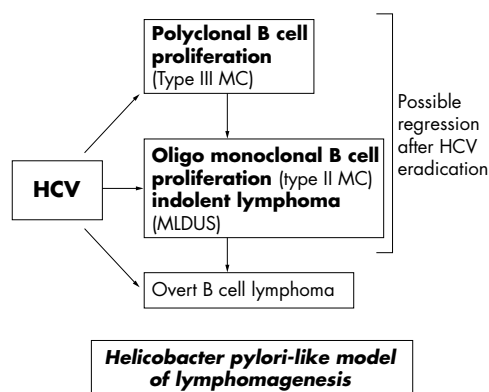 Polyclonal B cell
proliferation
(Type III MC)
Possible
regression
after HCV
eradication
HCV
Oligo monoclonal B cell
proliferation (type II MC)
indolent lymphoma
(MLDUS)
Overt B cell lymphoma
Helicobacter pylori-like model
of lymphomagenesis